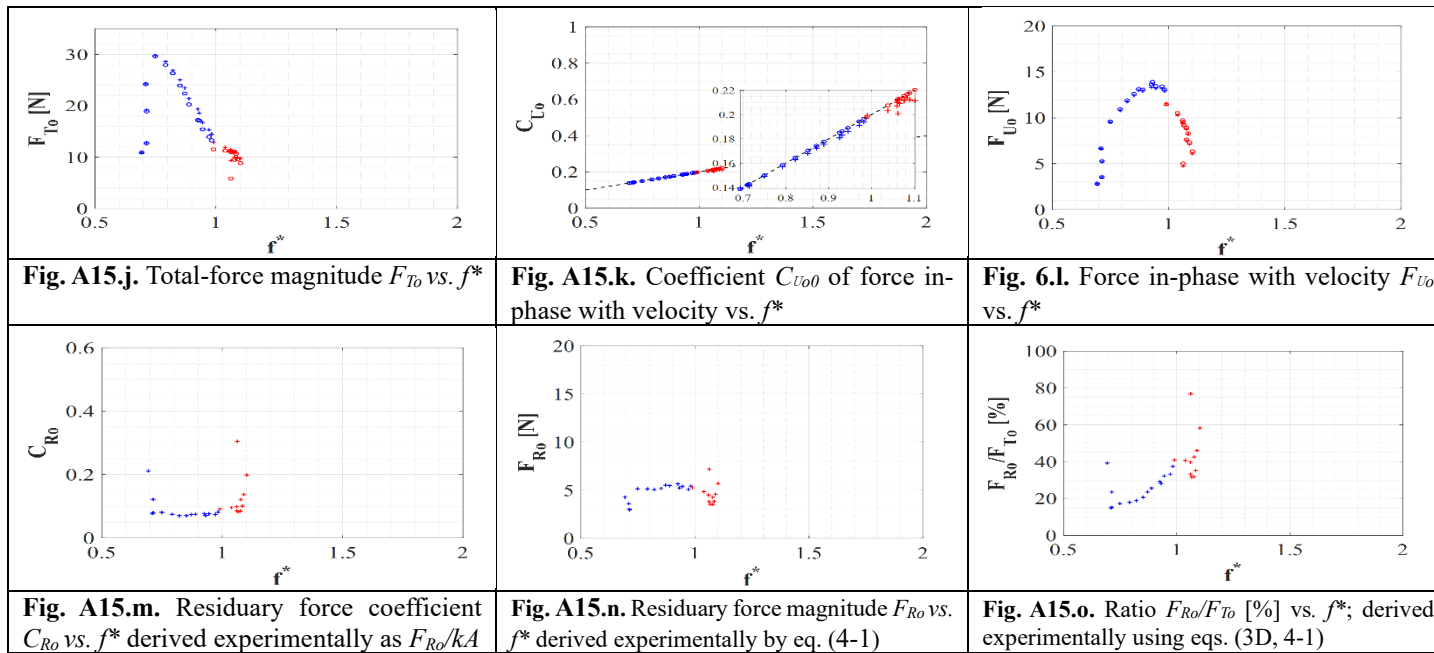 30
20
10
0
0.5
1
1.5
2
F_T0 [N]
f*
1
0.8
0.6
0.4
0.2
0
0.5
1
1.5
2
C_U0
f*
0.22
0.2
0.18
0.16
0.14
0.7
0.8
0.9
1
1.1
20
15
10
5
0
0.5
1
1.5
2
F_U0 [N]
f*
Fig. A15.j. Total-force magnitude F_To vs. f*
Fig. A15.k. Coefficient C_Uo0 of force in-
phase with velocity vs. f*
Fig. 6.l. Force in-phase with velocity F_Uo
vs. f*
0.6
0.4
0.2
0
0.5
1
1.5
2
C_R0
f*
20
15
10
5
0
0.5
1
1.5
2
F_R0 [N]
f*
100
80
60
40
20
0
0.5
1
1.5
2
F_R0/F_T0 [%]
f*
Fig. A15.m. Residuary force coefficient
C_Ro vs. f* derived experimentally as F_Ro/kA
Fig. A15.n. Residuary force magnitude F_Ro vs.
f* derived experimentally by eq. (4-1)
Fig. A15.o. Ratio F_Ro/F_To [%] vs. f*; derived
experimentally using eqs. (3D, 4-1)